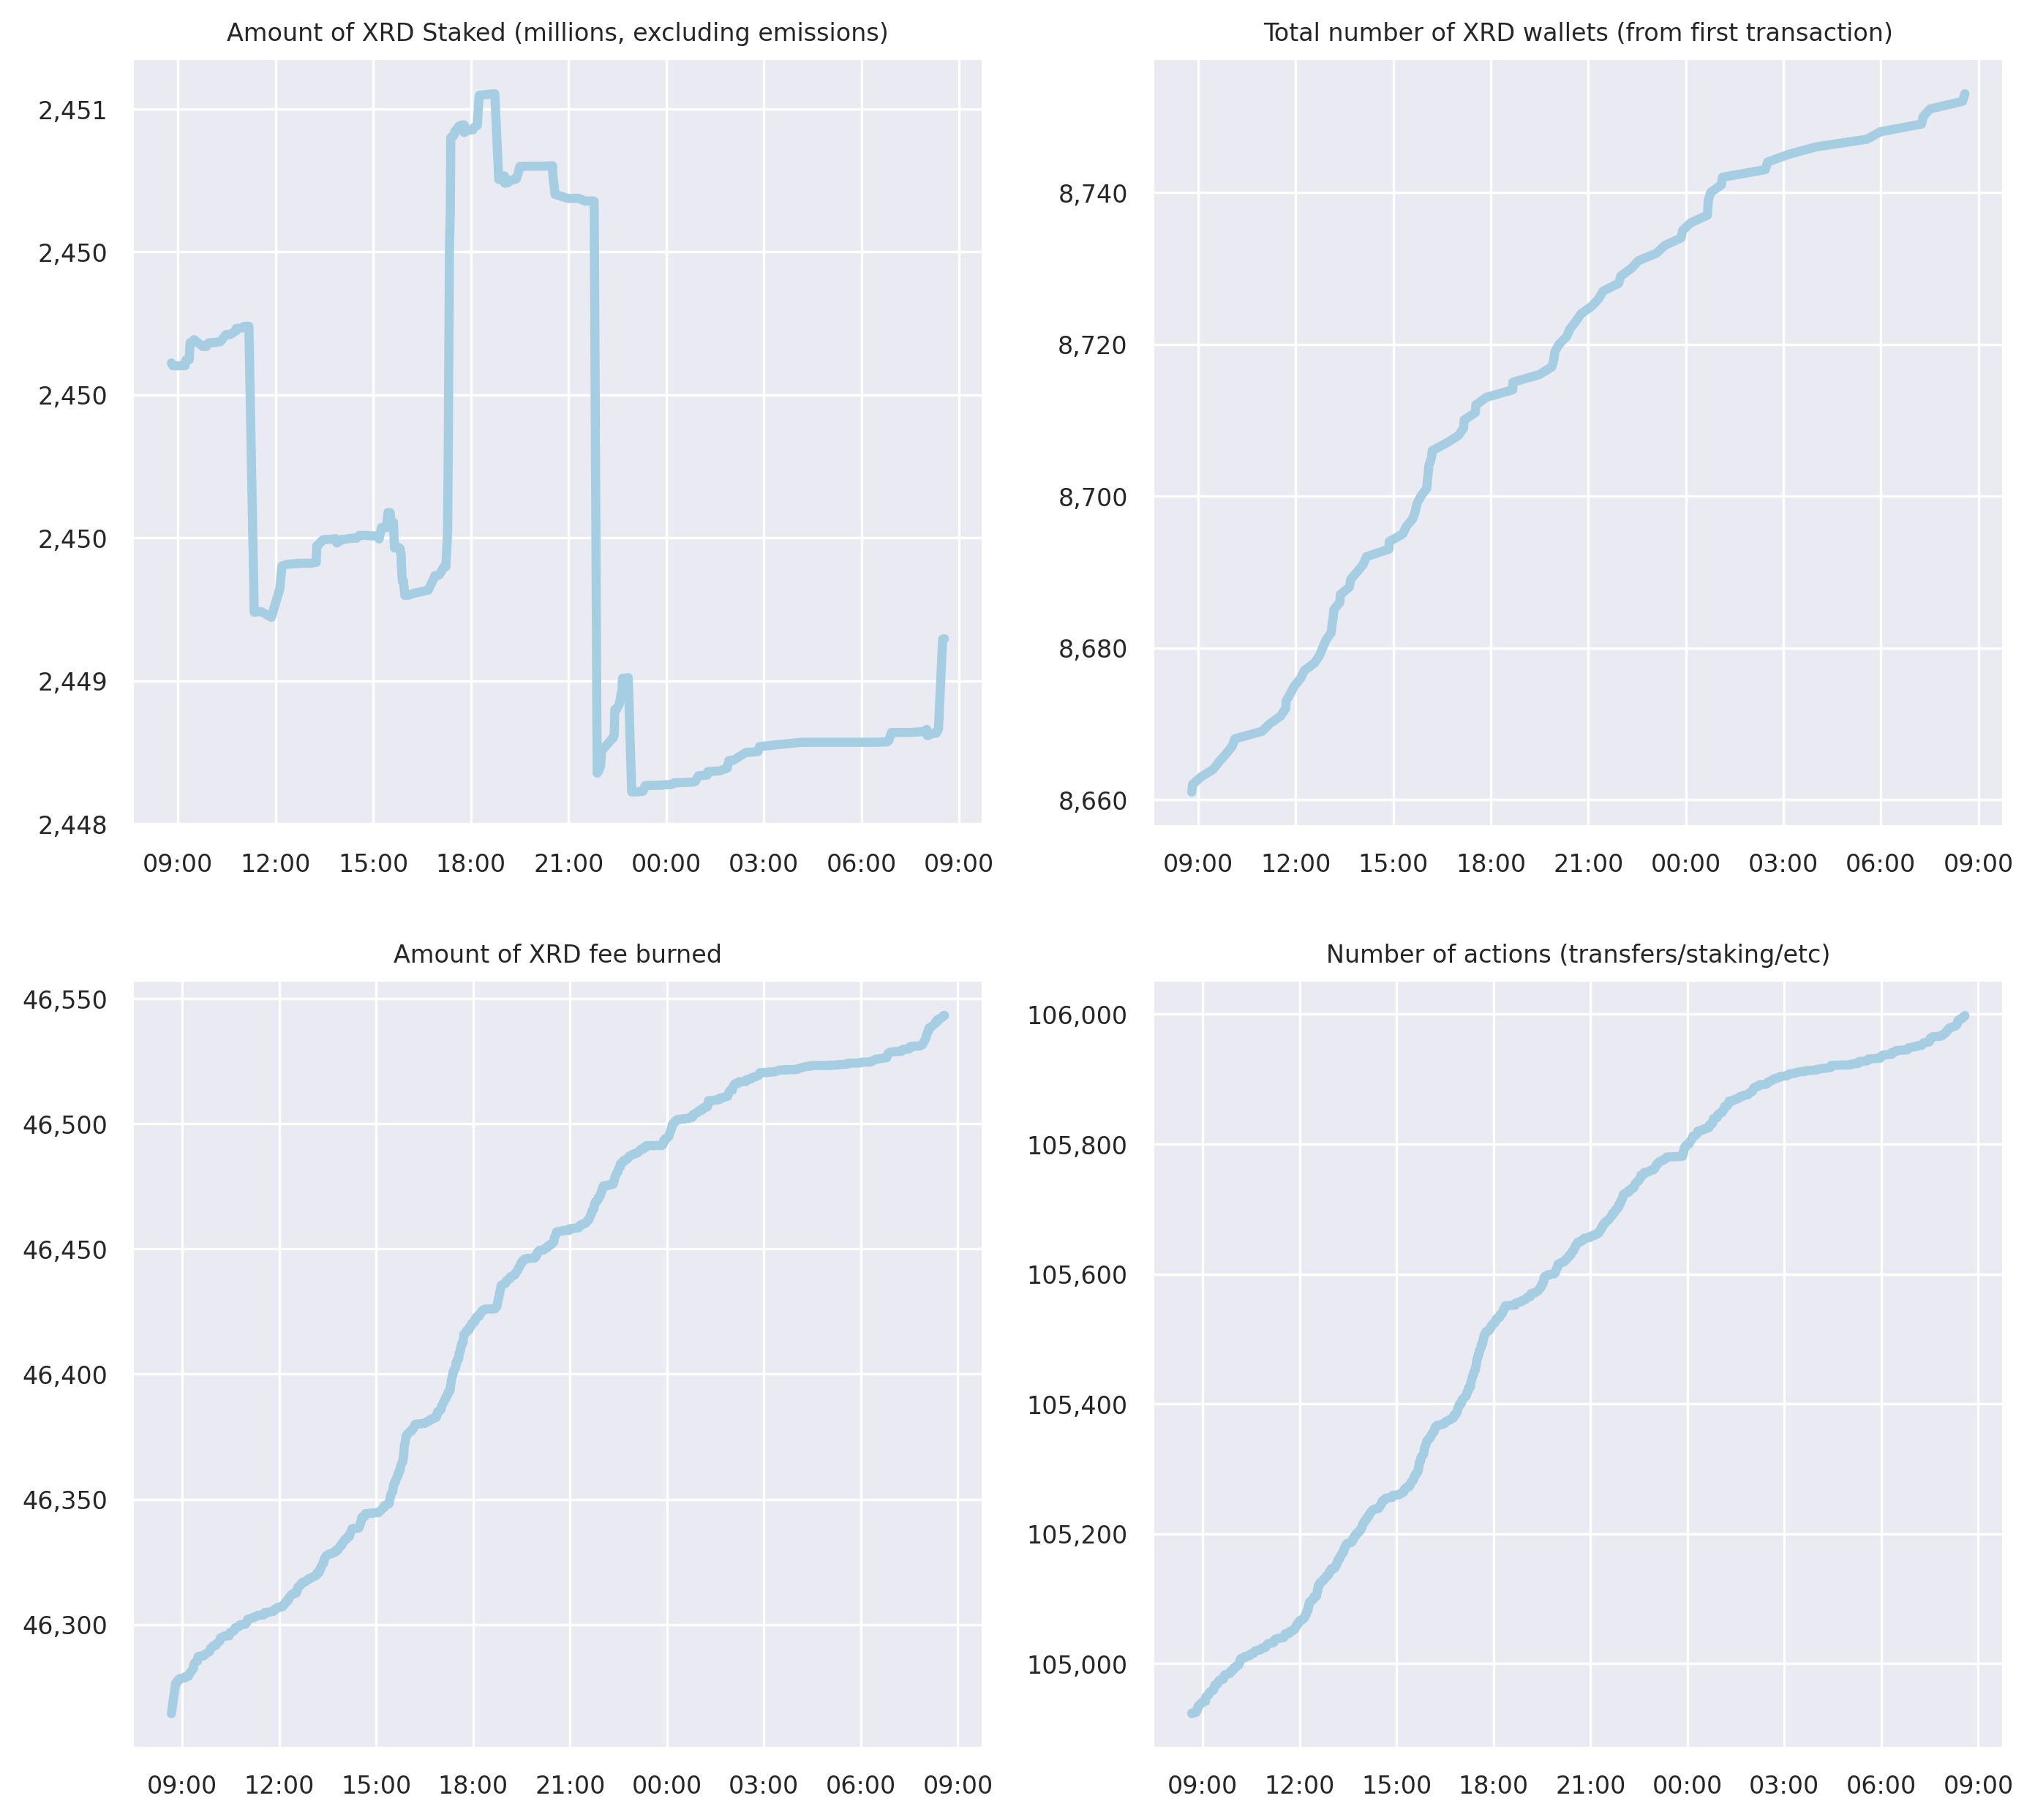 Amount of XRD Staked (millions, excluding emissions)
2,451
2,450
2,450
2,450
2,449
2,448
09:00 12:00 15:00 18:00 21:00 00:00 03:00 06:00 09:00
Total number of XRD wallets (from first transaction)
8,740
8,720
8,700
8,680
8,660
09:00 12:00 15:00 18:00 21:00 00:00 03:00 06:00 09:00
Amount of XRD fee burned
46,550
46,500
46,450
46,400
46,350
46,300
09:00 12:00 15:00 18:00 21:00 00:00 03:00 06:00 09:00
Number of actions (transfers/staking/etc)
106,000
105,800
105,600
105,400
105,200
105,000
09:00 12:00 15:00 18:00 21:00 00:00 03:00 06:00 09:00